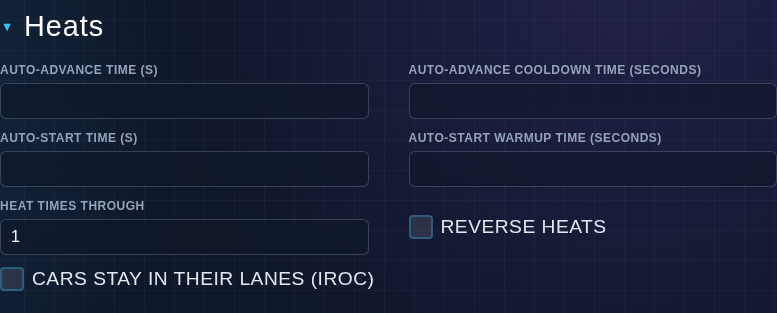 Heats
AUTO-ADVANCE TIME (S)
AUTO-ADVANCE COOLDOWN TIME (SECONDS)
AUTO-START TIME (S)
AUTO-START WARMUP TIME (SECONDS)
HEAT TIMES THROUGH
1
REVERSE HEATS
CARS STAY IN THEIR LANES (IROC)